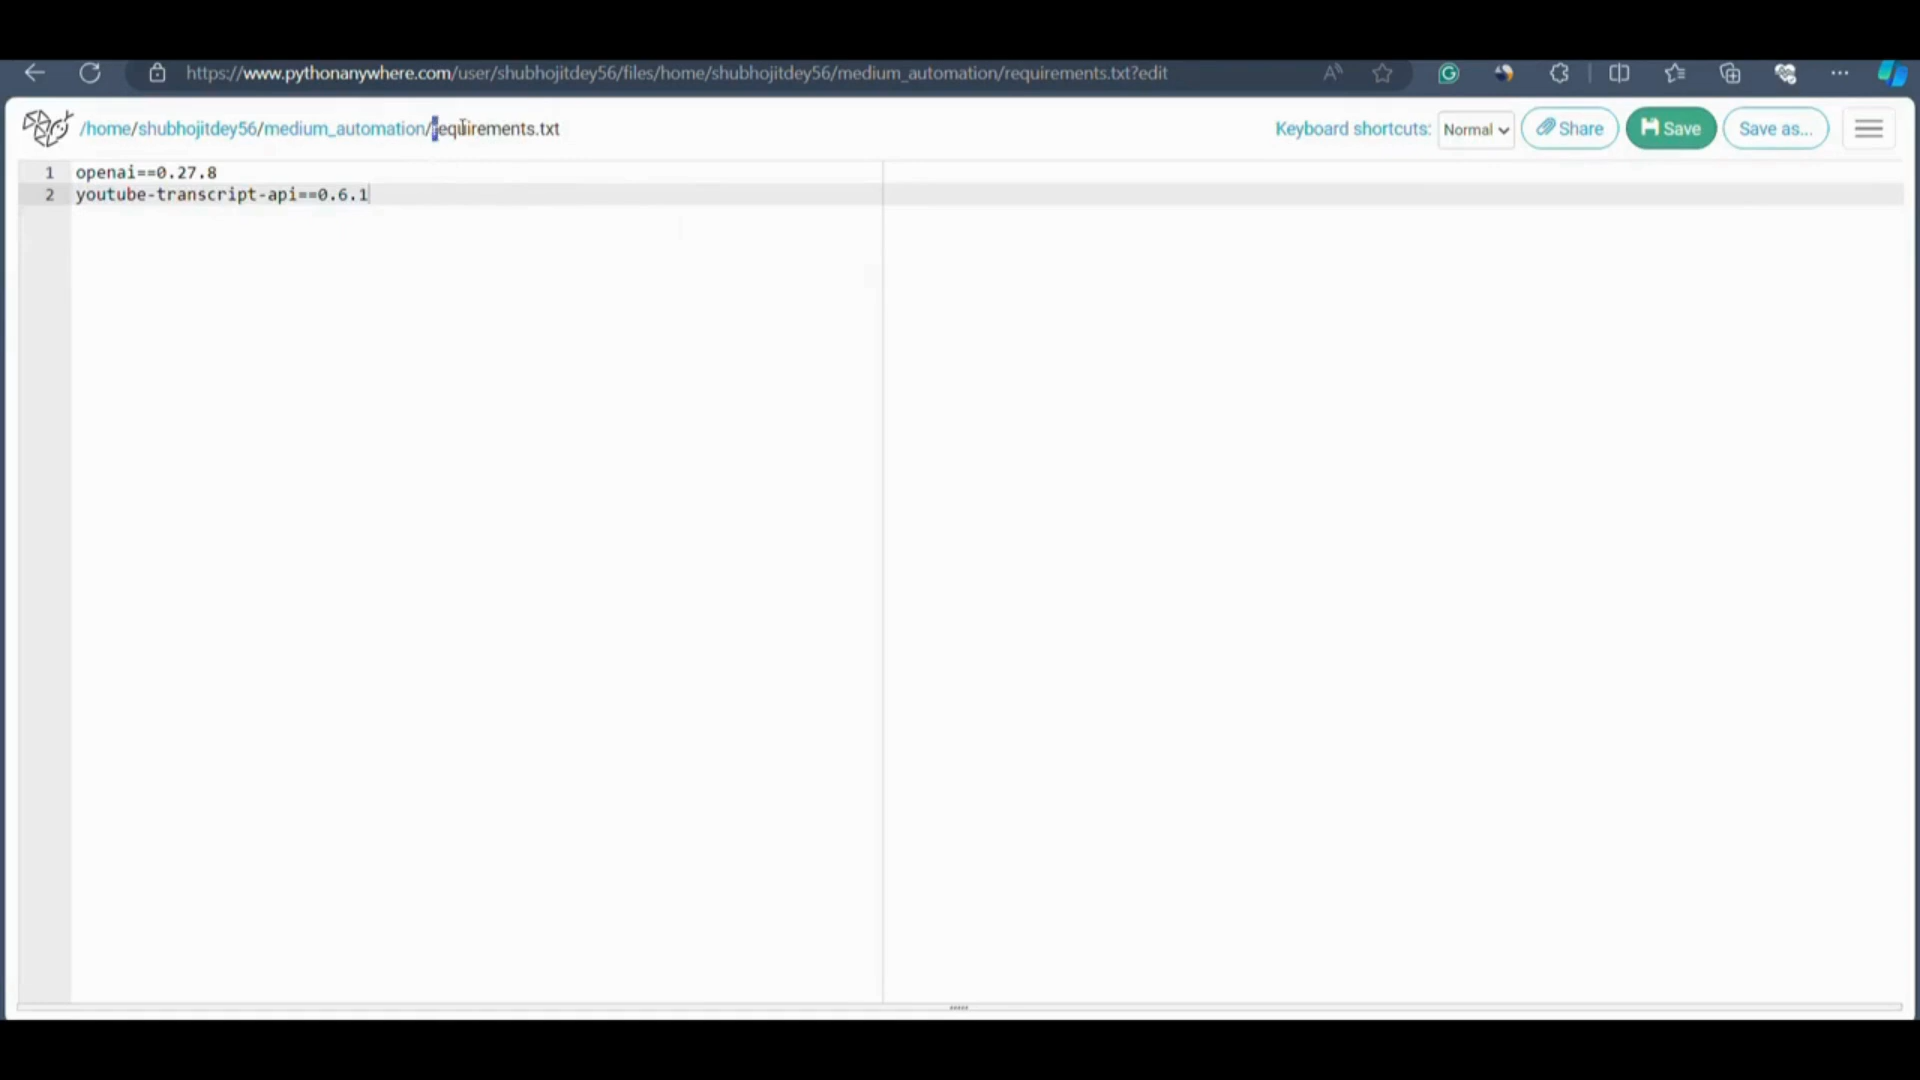 https://www.pythonanywhere.com/user/shubhojitdey56/files/home/shubhojitdey56/medium_automation/requirements.txt?edit
/home/shubhojitdey56/medium_automation/requirements.txt
Keyboard shortcuts: Normal Share Save Save as...
1 openai==0.27.8
2 youtube-transcript-api==0.6.1